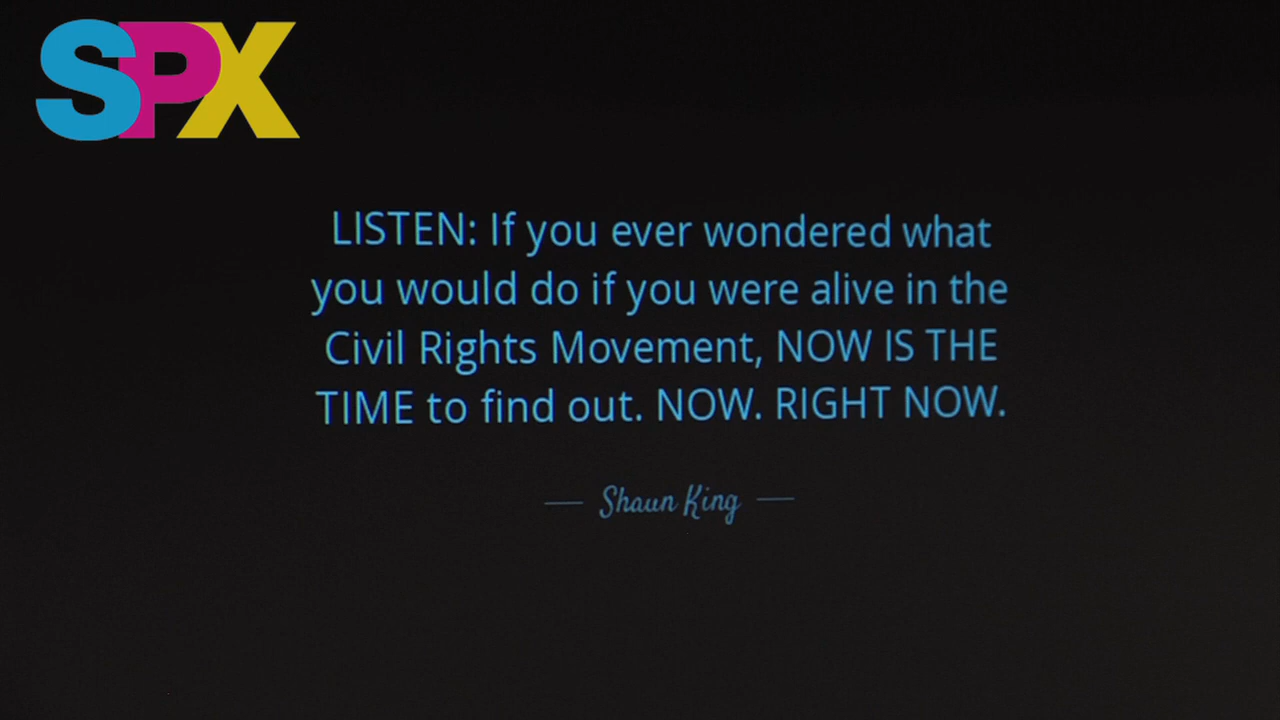 SPX
LISTEN: If you ever wondered what
you would do if you were alive in the
Civil Rights Movement, NOW IS THE
TIME to find out. NOW. RIGHT NOW.
— Shaun King —